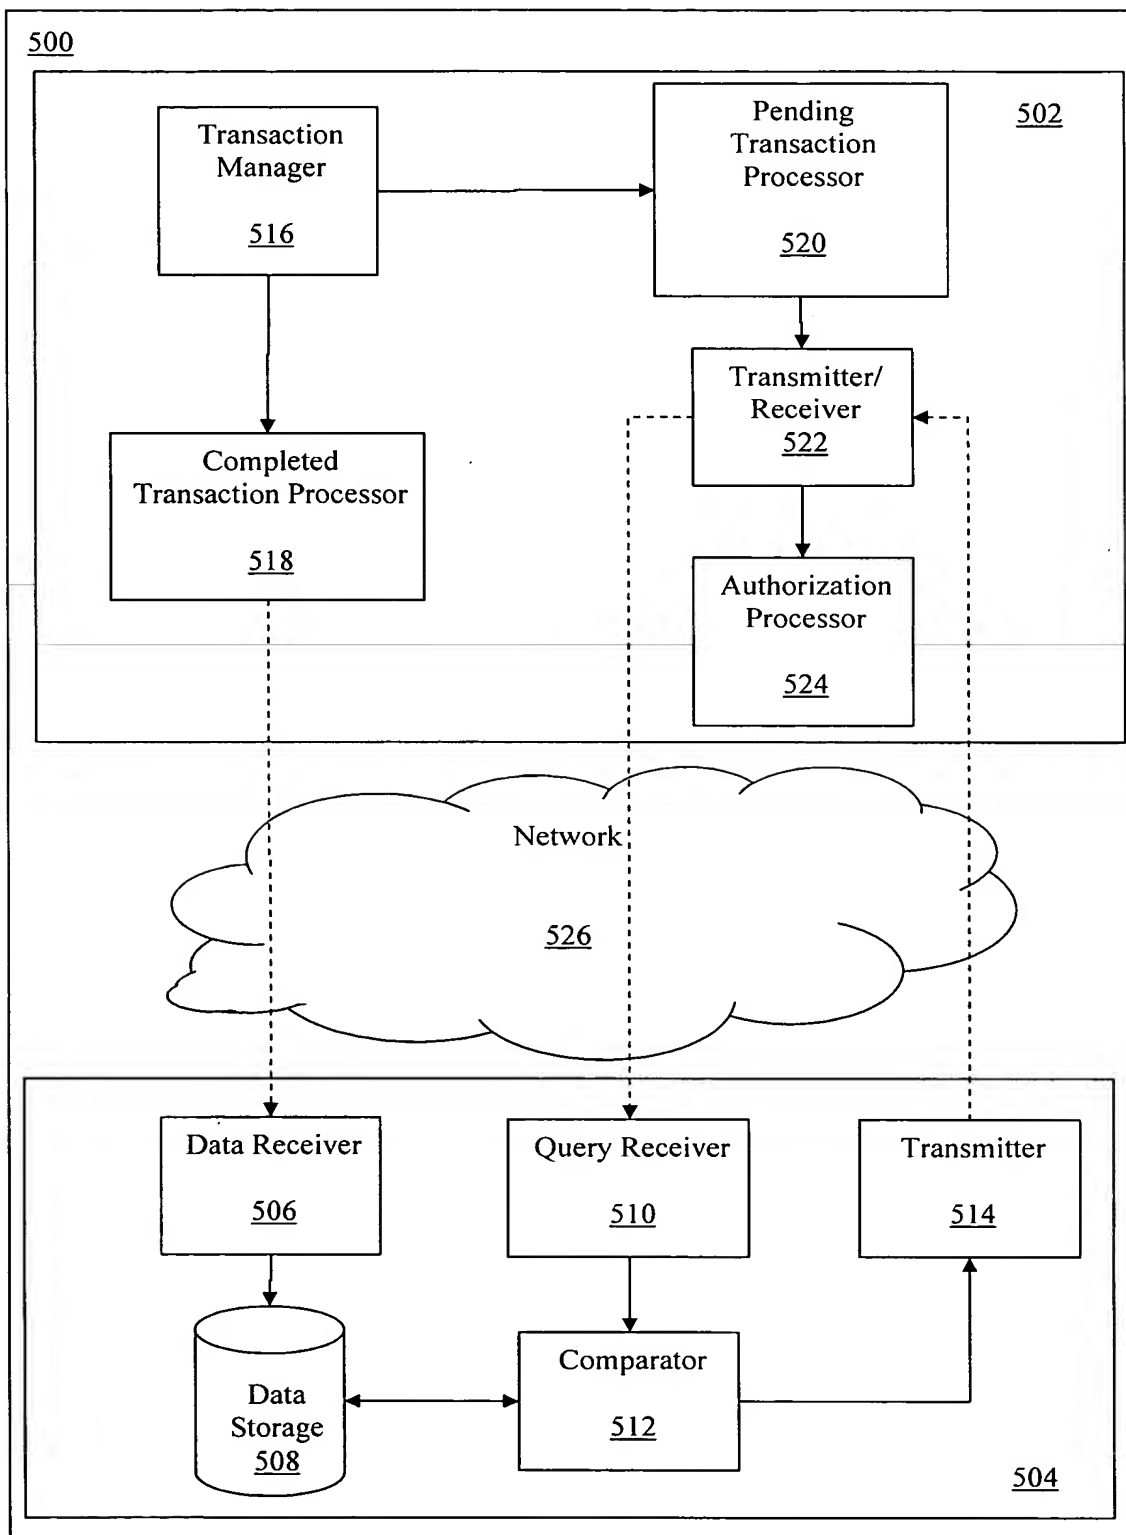 500
502
Transaction
Manager
516
Pending
Transaction
Processor
520
Transmitter/
Receiver
522
Completed
Transaction Processor
518
Authorization
Processor
524
Network
526
Data Receiver
506
Query Receiver
510
Transmitter
514
Data
Storage
508
Comparator
512
504